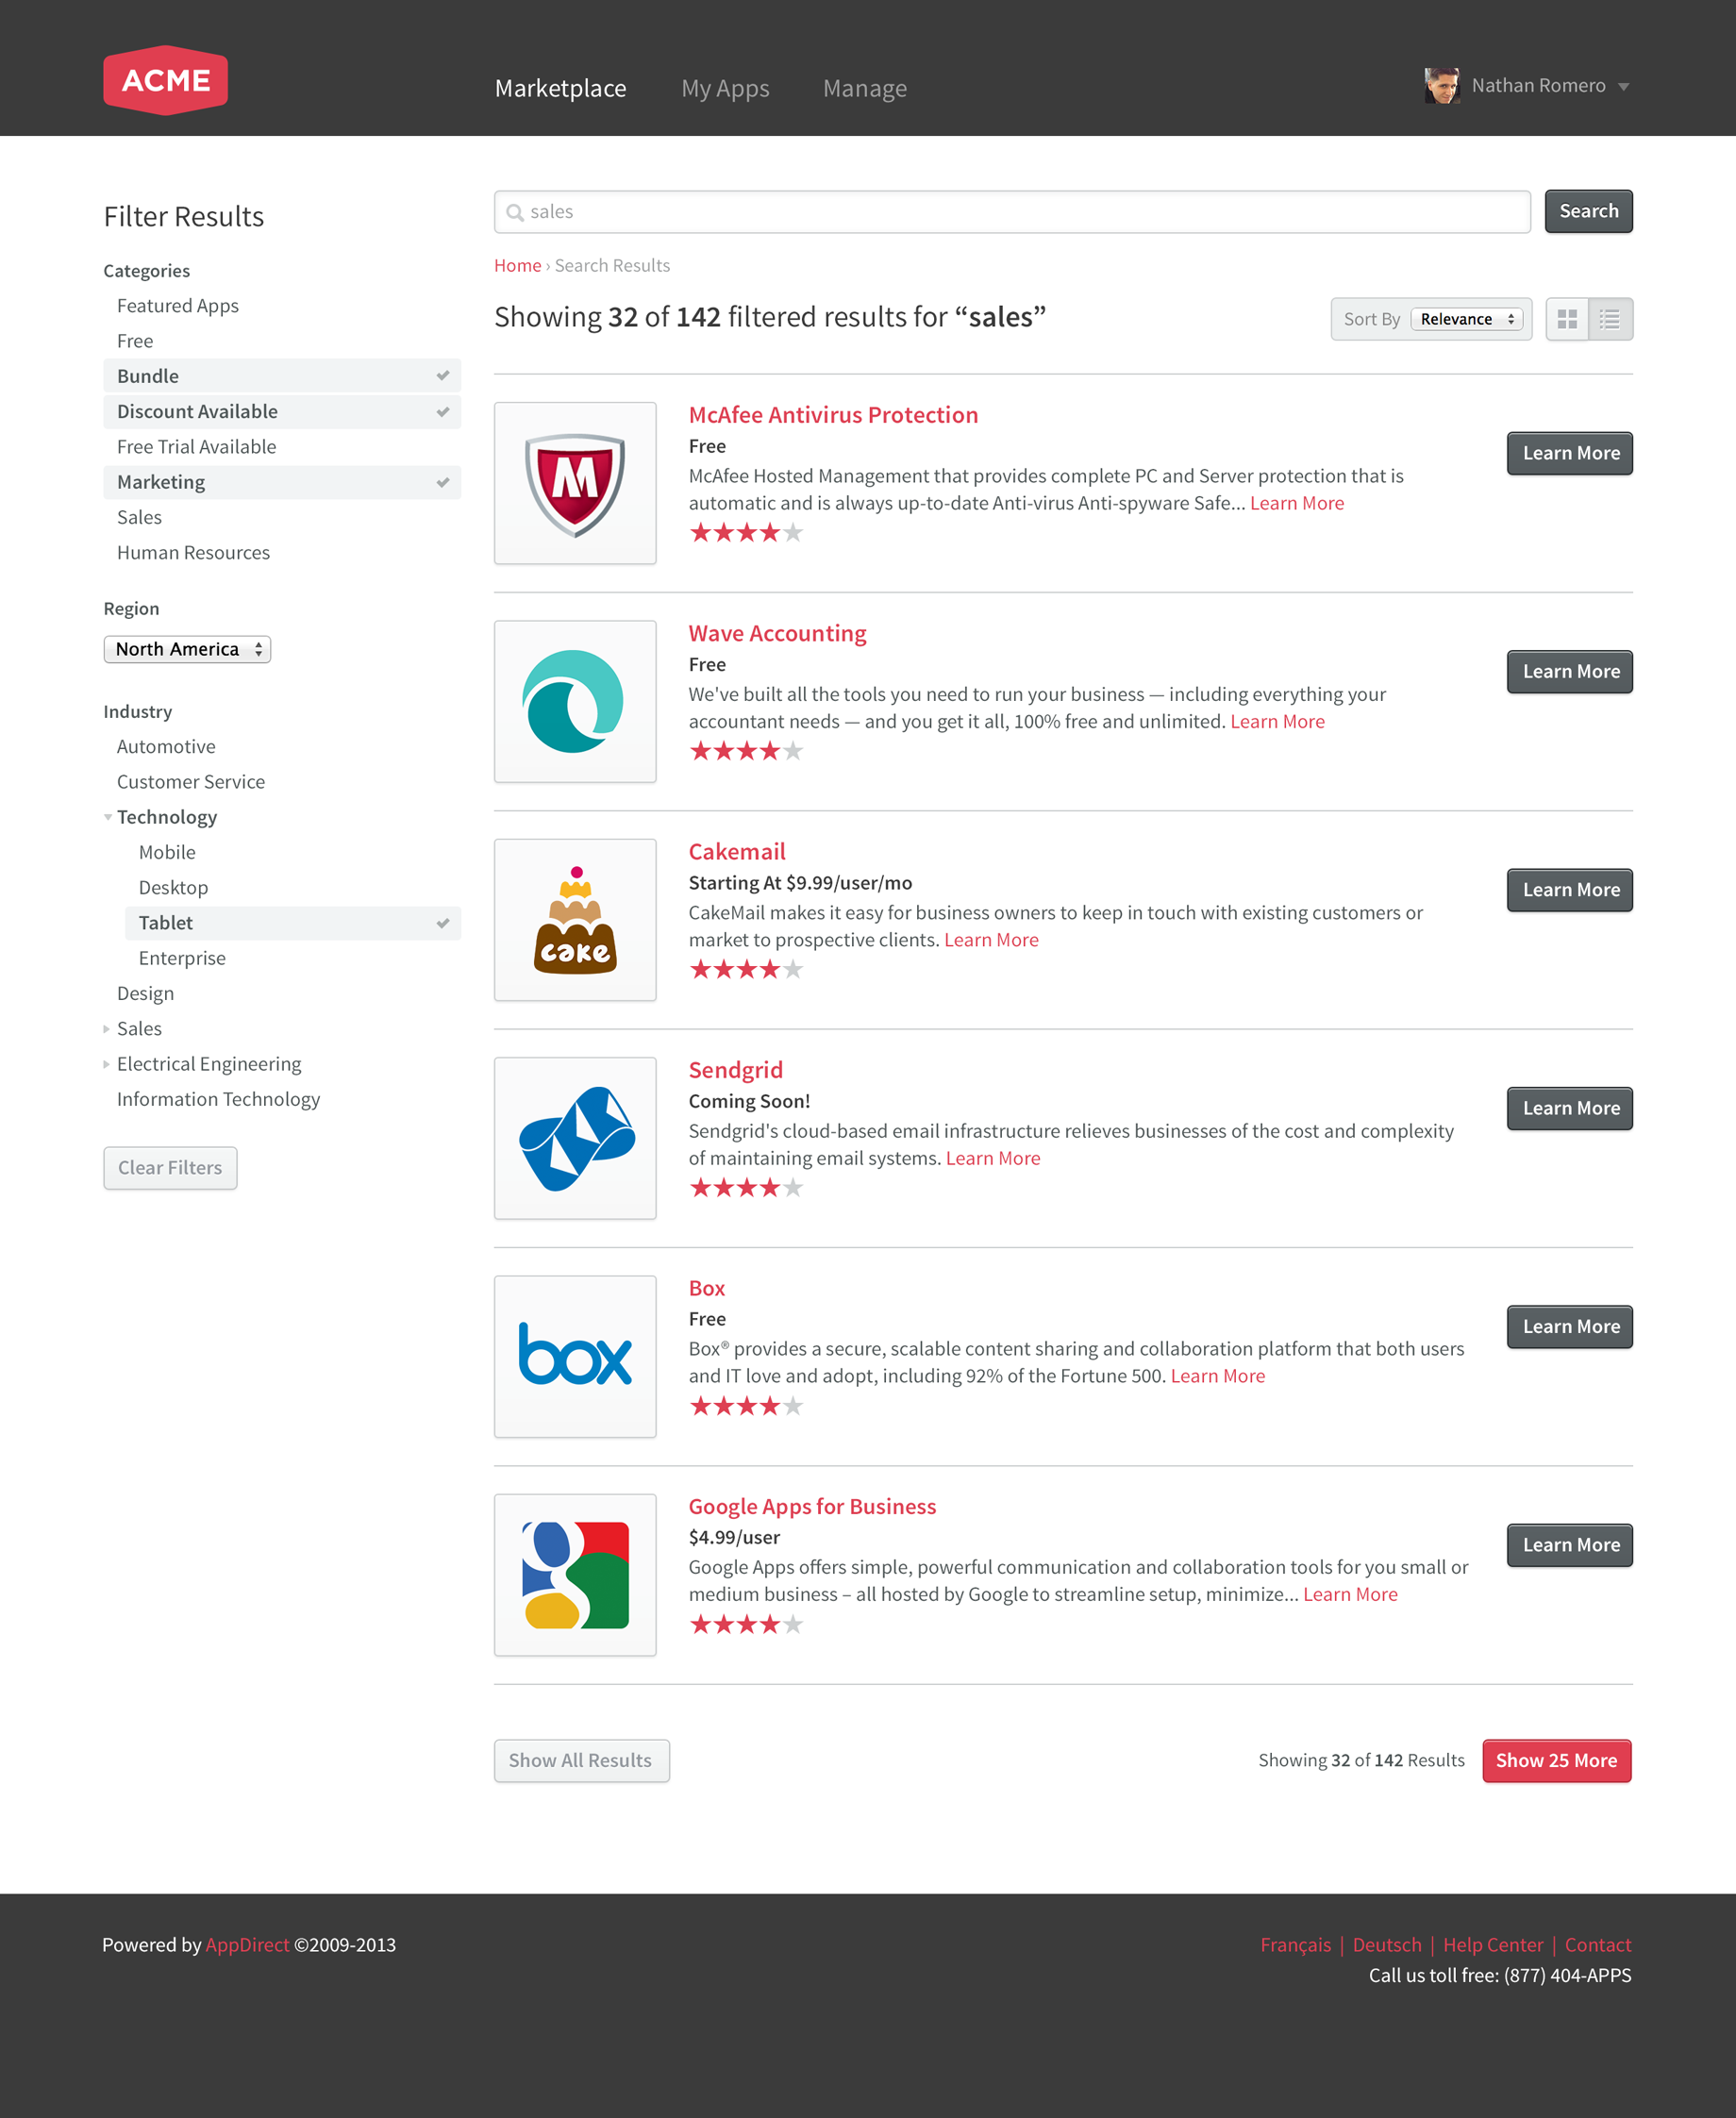 ACME
Marketplace
My Apps
Manage
Nathan Romero
Filter Results
Categories
Featured Apps
Free
Bundle
Discount Available
Free Trial Available
Marketing
Sales
Human Resources
Region
North America
Industry
Automotive
Customer Service
Technology
Mobile
Desktop
Tablet
Enterprise
Design
Sales
Electrical Engineering
Information Technology
Clear Filters
sales
Search
Home › Search Results
Showing 32 of 142 filtered results for “sales”
Sort By
Relevance
McAfee Antivirus Protection
Free
McAfee Hosted Management that provides complete PC and Server protection that is
automatic and is always up-to-date Anti-virus Anti-spyware Safe... Learn More
Learn More
Wave Accounting
Free
We've built all the tools you need to run your business — including everything your
accountant needs — and you get it all, 100% free and unlimited. Learn More
Learn More
cake
Cakemail
Starting At $9.99/user/mo
CakeMail makes it easy for business owners to keep in touch with existing customers or
market to prospective clients. Learn More
Learn More
Sendgrid
Coming Soon!
Sendgrid's cloud-based email infrastructure relieves businesses of the cost and complexity
of maintaining email systems. Learn More
Learn More
box
Box
Free
Box® provides a secure, scalable content sharing and collaboration platform that both users
and IT love and adopt, including 92% of the Fortune 500. Learn More
Learn More
Google Apps for Business
$4.99/user
Google Apps offers simple, powerful communication and collaboration tools for you small or
medium business – all hosted by Google to streamline setup, minimize... Learn More
Learn More
Show All Results
Showing 32 of 142 Results
Show 25 More
Powered by AppDirect ©2009-2013
Français | Deutsch | Help Center | Contact
Call us toll free: (877) 404-APPS